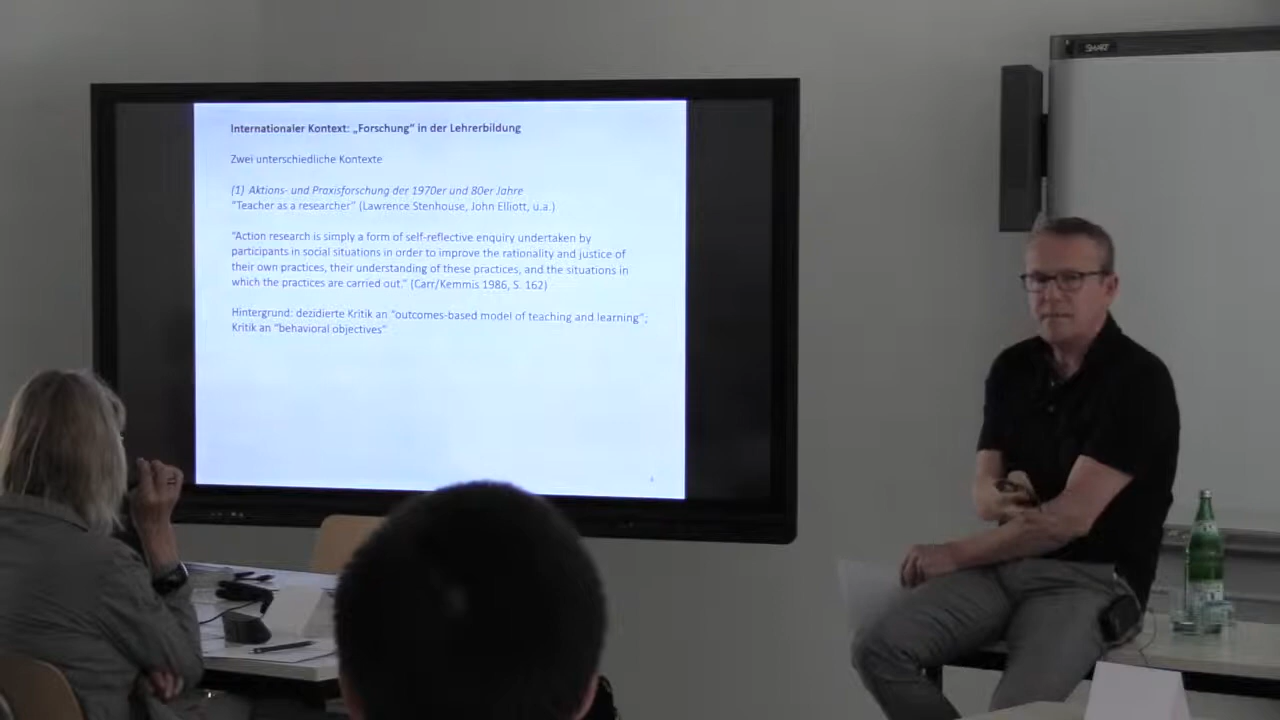 SMART
Internationaler Kontext: „Forschung“ in der Lehrerbildung
Zwei unterschiedliche Kontexte
(1) Aktions- und Praxisforschung der 1970er und 80er Jahre
“Teacher as a researcher” (Lawrence Stenhouse, John Elliott, u.a.)
“Action research is simply a form of self-reflective enquiry undertaken by
participants in social situations in order to improve the rationality and justice of
their own practices, their understanding of these practices, and the situations in
which the practices are carried out.” (Carr/Kemmis 1986, S. 162)
Hintergrund: dezidierte Kritik an “outcomes-based model of teaching and learning”;
Kritik an “behavioral objectives”